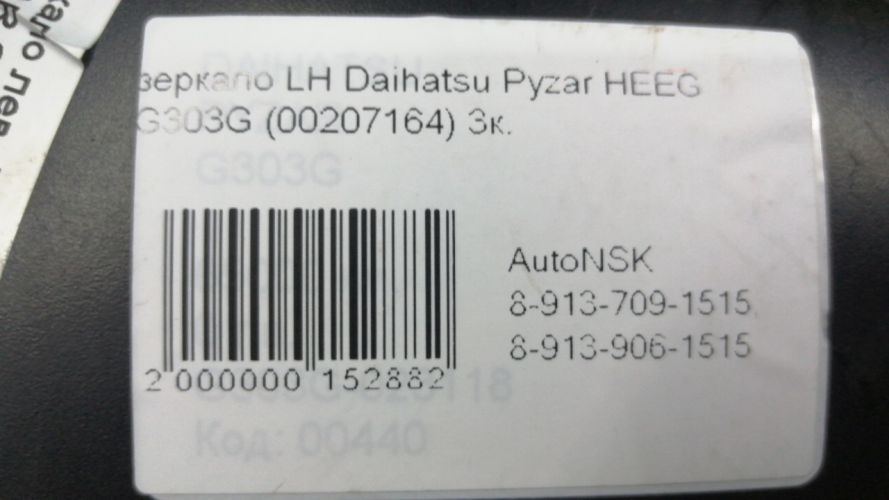 зеркало LH Daihatsu Pyzar HEEG
G303G (00207164) 3к.
G303G
AutoNSK
8-913-709-1515
8-913-906-1515
2 000000 152882
Код: 00440